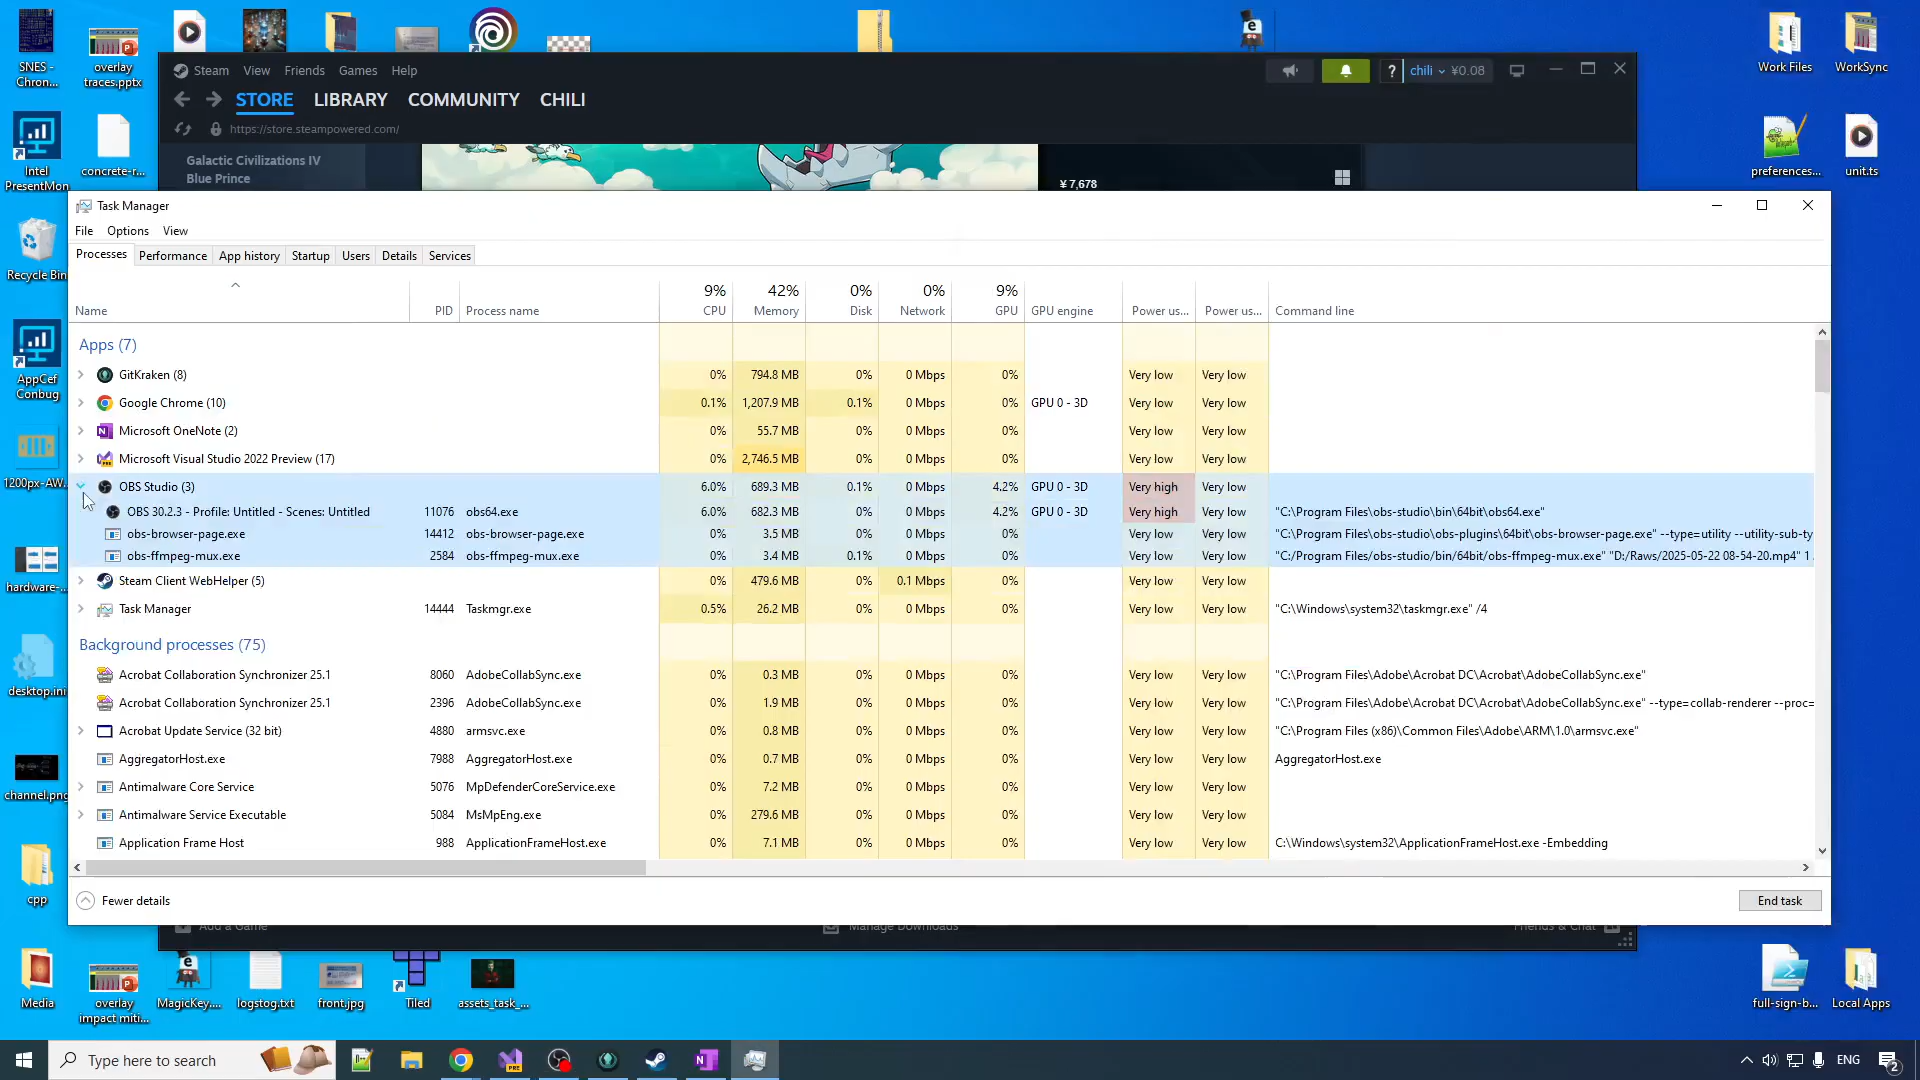 SNES - Chron...
overlay traces.pptx
Intel PresentMon
concrete-r...
Recycle Bin
AppCef Conbug
1200px-AW...
hardware-...
desktop.ini
channel.png
cpp
Media
overlay impact miti...
MagicKey....
logstog.txt
front.jpg
Tiled
assets_task_...
Work Files
WorkSync
preferences...
unit.ts
full-sign-b...
Local Apps
Steam View Friends Games Help
? chili ¥0.08
STORE LIBRARY COMMUNITY CHILI
https://store.steampowered.com/
Galactic Civilizations IV
Blue Prince
¥ 7,678
Task Manager
File Options View
Processes Performance App history Startup Users Details Services
9% 42% 0% 0% 9%
Name PID Process name CPU Memory Disk Network GPU GPU engine Power us... Power us... Command line
Apps (7)
GitKraken (8) 0% 794.8 MB 0% 0 Mbps 0% Very low Very low
Google Chrome (10) 0.1% 1,207.9 MB 0.1% 0 Mbps 0% GPU 0 - 3D Very low Very low
Microsoft OneNote (2) 0% 55.7 MB 0% 0 Mbps 0% Very low Very low
Microsoft Visual Studio 2022 Preview (17) 0% 2,746.5 MB 0% 0 Mbps 0% Very low Very low
OBS Studio (3) 6.0% 689.3 MB 0.1% 0 Mbps 4.2% GPU 0 - 3D Very high Very low
OBS 30.2.3 - Profile: Untitled - Scenes: Untitled 11076 obs64.exe 6.0% 682.3 MB 0% 0 Mbps 4.2% GPU 0 - 3D Very high Very low "C:\Program Files\obs-studio\bin\64bit\obs64.exe"
obs-browser-page.exe 14412 obs-browser-page.exe 0% 3.5 MB 0% 0 Mbps 0% Very low Very low "C:\Program Files\obs-studio\obs-plugins\64bit\obs-browser-page.exe" --type=utility --utility-sub-ty
obs-ffmpeg-mux.exe 2584 obs-ffmpeg-mux.exe 0% 3.4 MB 0.1% 0 Mbps 0% Very low Very low "C:/Program Files/obs-studio/bin/64bit/obs-ffmpeg-mux.exe" "D:/Raws/2025-05-22 08-54-20.mp4" 1
Steam Client WebHelper (5) 0% 479.6 MB 0% 0.1 Mbps 0% Very low Very low
Task Manager 14444 Taskmgr.exe 0.5% 26.2 MB 0% 0 Mbps 0% Very low Very low "C:\Windows\system32\taskmgr.exe" /4
Background processes (75)
Acrobat Collaboration Synchronizer 25.1 8060 AdobeCollabSync.exe 0% 0.3 MB 0% 0 Mbps 0% Very low Very low "C:\Program Files\Adobe\Acrobat DC\Acrobat\AdobeCollabSync.exe"
Acrobat Collaboration Synchronizer 25.1 2396 AdobeCollabSync.exe 0% 1.9 MB 0% 0 Mbps 0% Very low Very low "C:\Program Files\Adobe\Acrobat DC\Acrobat\AdobeCollabSync.exe" --type=collab-renderer --proc=
Acrobat Update Service (32 bit) 4880 armsvc.exe 0% 0.8 MB 0% 0 Mbps 0% Very low Very low "C:\Program Files (x86)\Common Files\Adobe\ARM\1.0\armsvc.exe"
AggregatorHost.exe 7988 AggregatorHost.exe 0% 0.7 MB 0% 0 Mbps 0% Very low Very low AggregatorHost.exe
Antimalware Core Service 5076 MpDefenderCoreService.exe 0% 7.2 MB 0% 0 Mbps 0% Very low Very low
Antimalware Service Executable 5084 MsMpEng.exe 0% 279.6 MB 0% 0 Mbps 0% Very low Very low
Application Frame Host 988 ApplicationFrameHost.exe 0% 7.1 MB 0% 0 Mbps 0% Very low Very low C:\Windows\system32\ApplicationFrameHost.exe -Embedding
Fewer details End task
Add a Game Manage Downloads Friends & Chat
Type here to search ENG 2